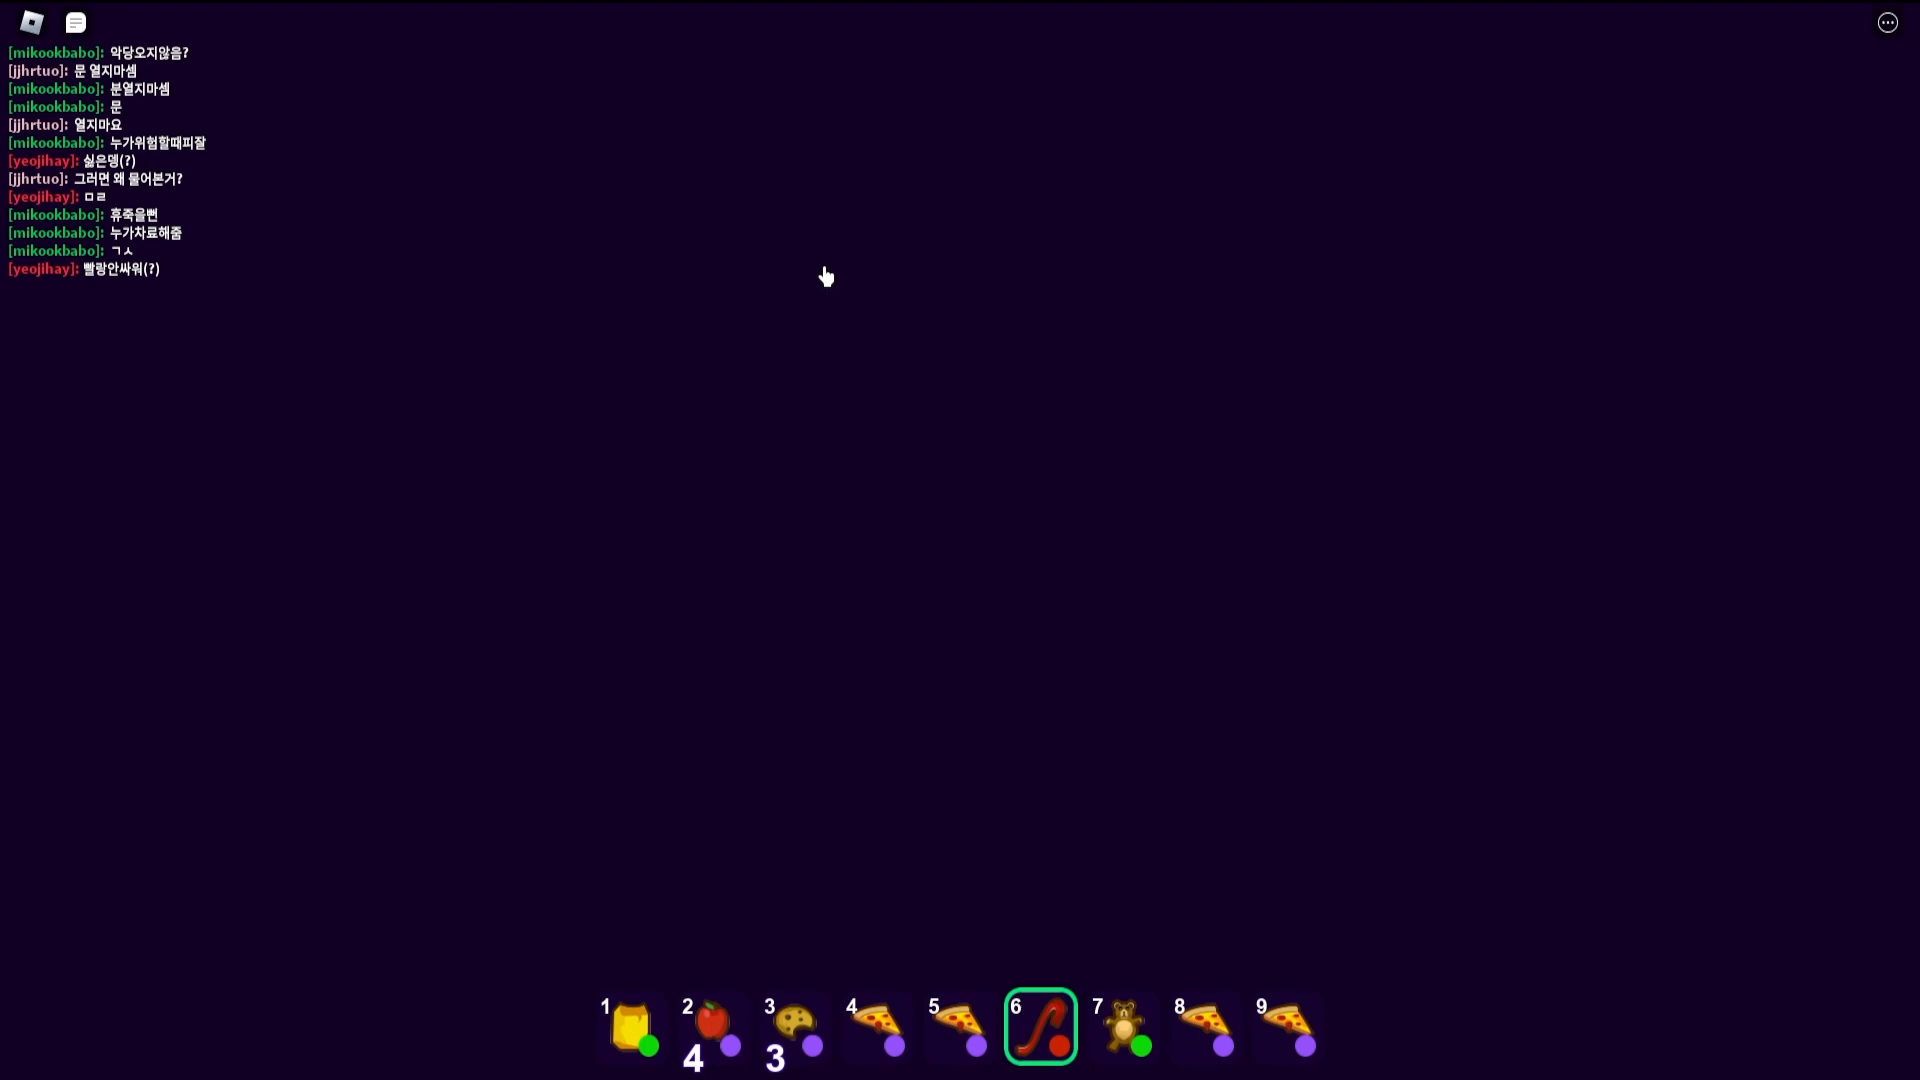 [mikookbabo]: 악당오지않음?
[jjhrtuo]: 문 열지마셈
[mikookbabo]: 분열지마셈
[mikookbabo]: 문
[jjhrtuo]: 열지마요
[mikookbabo]: 누가위험할때피잘
[yeojihay]: 싫은뎅(?)
[jjhrtuo]: 그러면 왜 물어본거?
[yeojihay]: ㅁㄹ
[mikookbabo]: 휴죽을뻔
[mikookbabo]: 누가차료해줌
[mikookbabo]: ㄱㅅ
[yeojihay]: 빨랑안싸워(?)
1 2 3 4 5 6 7 8 9
4 3